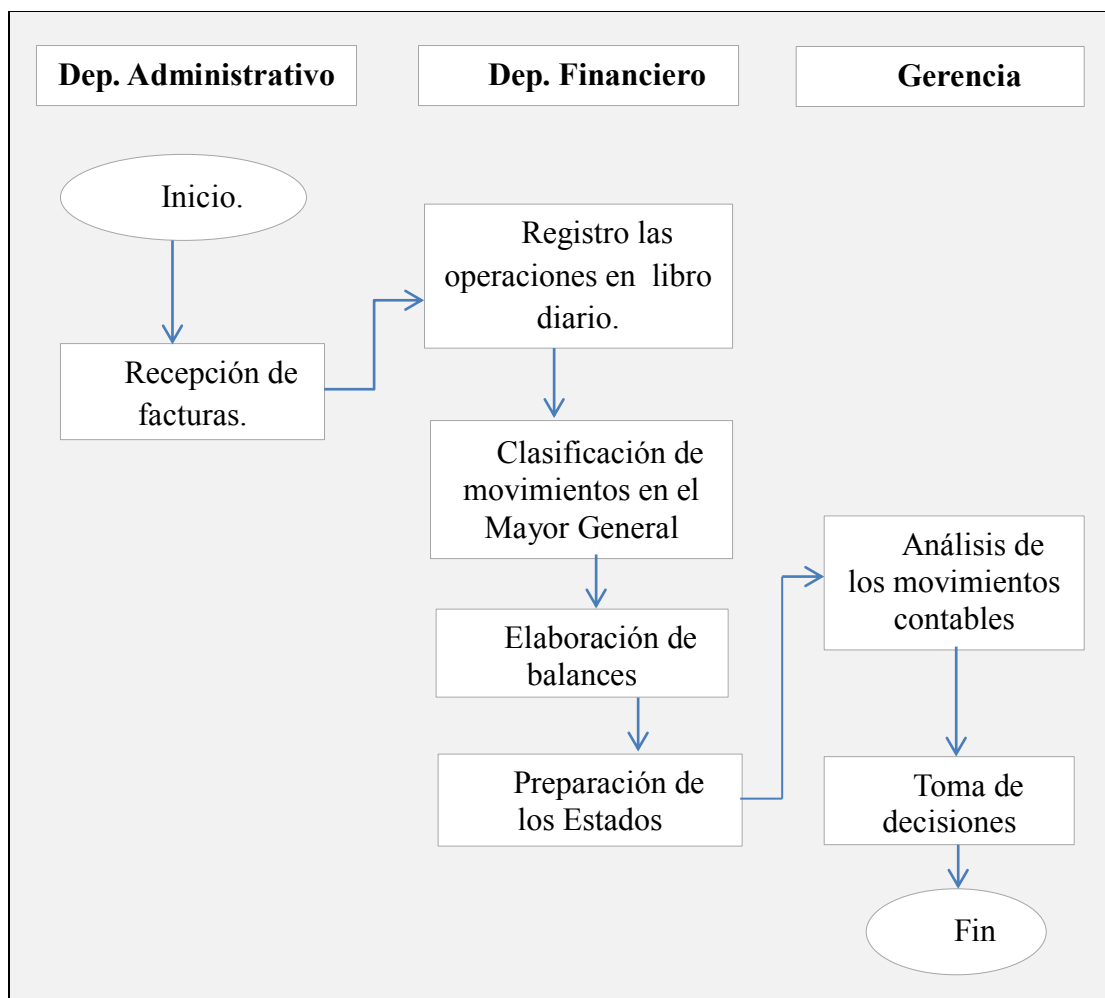 Dep. Administrativo
Dep. Financiero
Gerencia
Inicio.
Recepción de
facturas.
Registro las
operaciones en libro
diario.
Clasificación de
movimientos en el
Mayor General
Elaboración de
balances
Preparación de
los Estados
Análisis de
los movimientos
contables
Toma de
decisiones
Fin